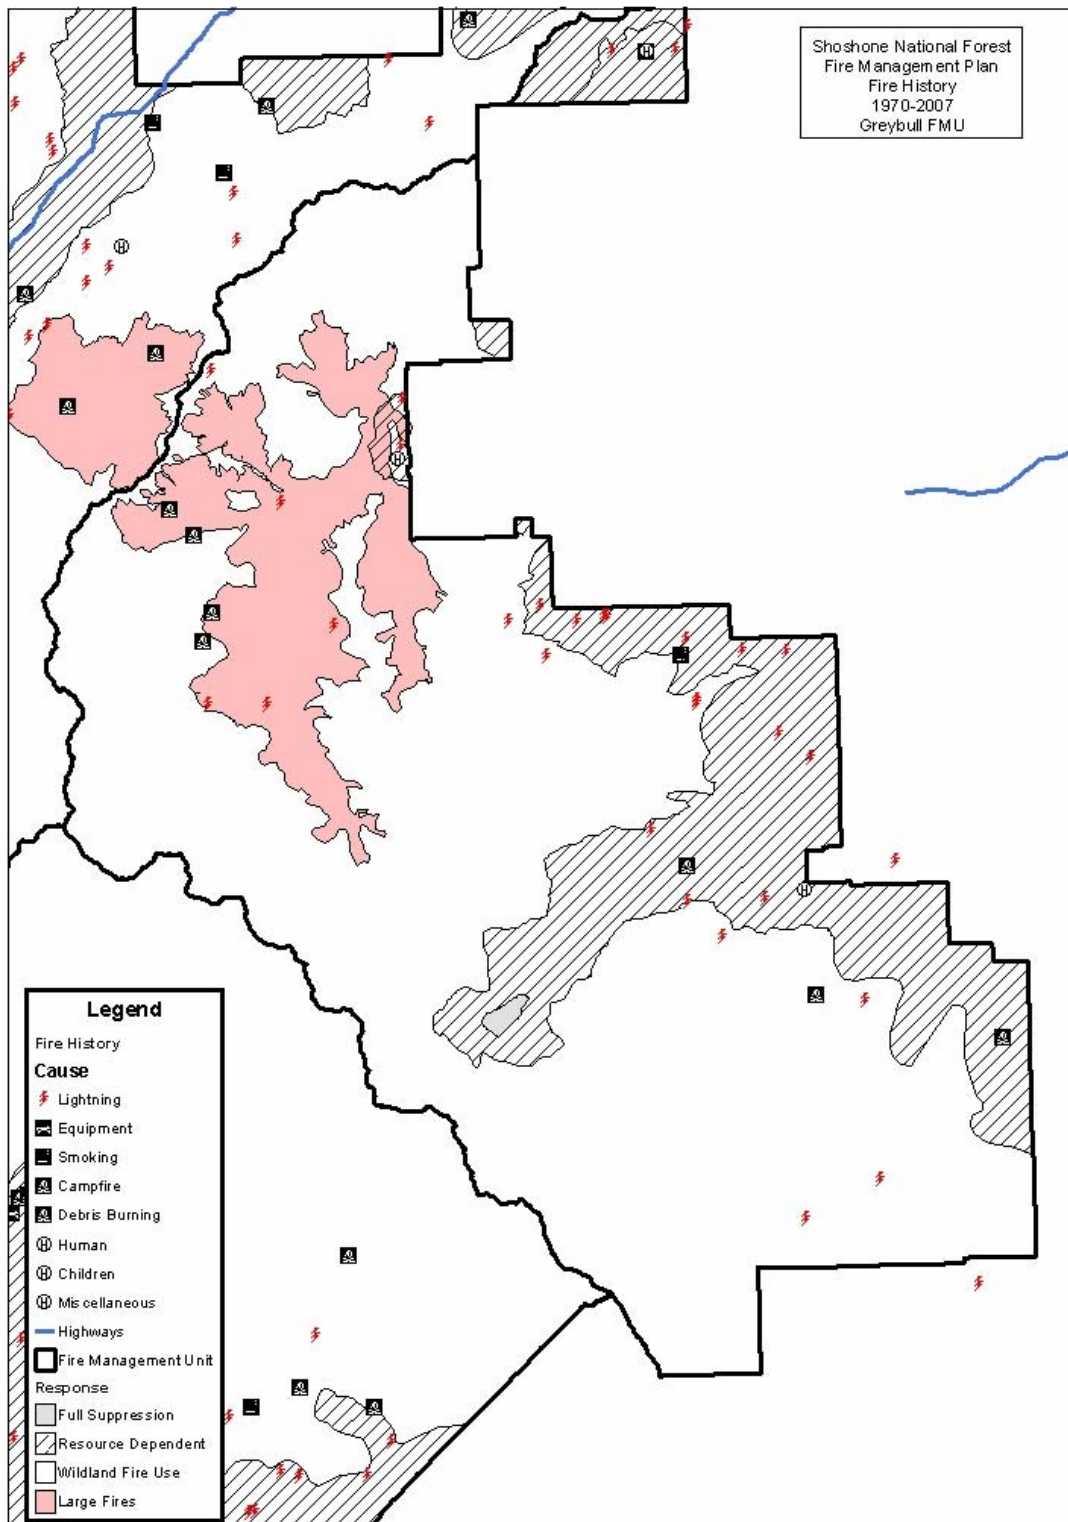 Shoshone National Forest
Fire Management Plan
Fire History
1970-2007
Greybull FMU
Legend
Fire History
Cause
Lightning
Equipment
Smoking
Campfire
Debris Burning
Human
Children
Miscellaneous
Highways
Fire Management Unit
Response
Full Suppression
Resource Dependent
Wildland Fire Use
Large Fires